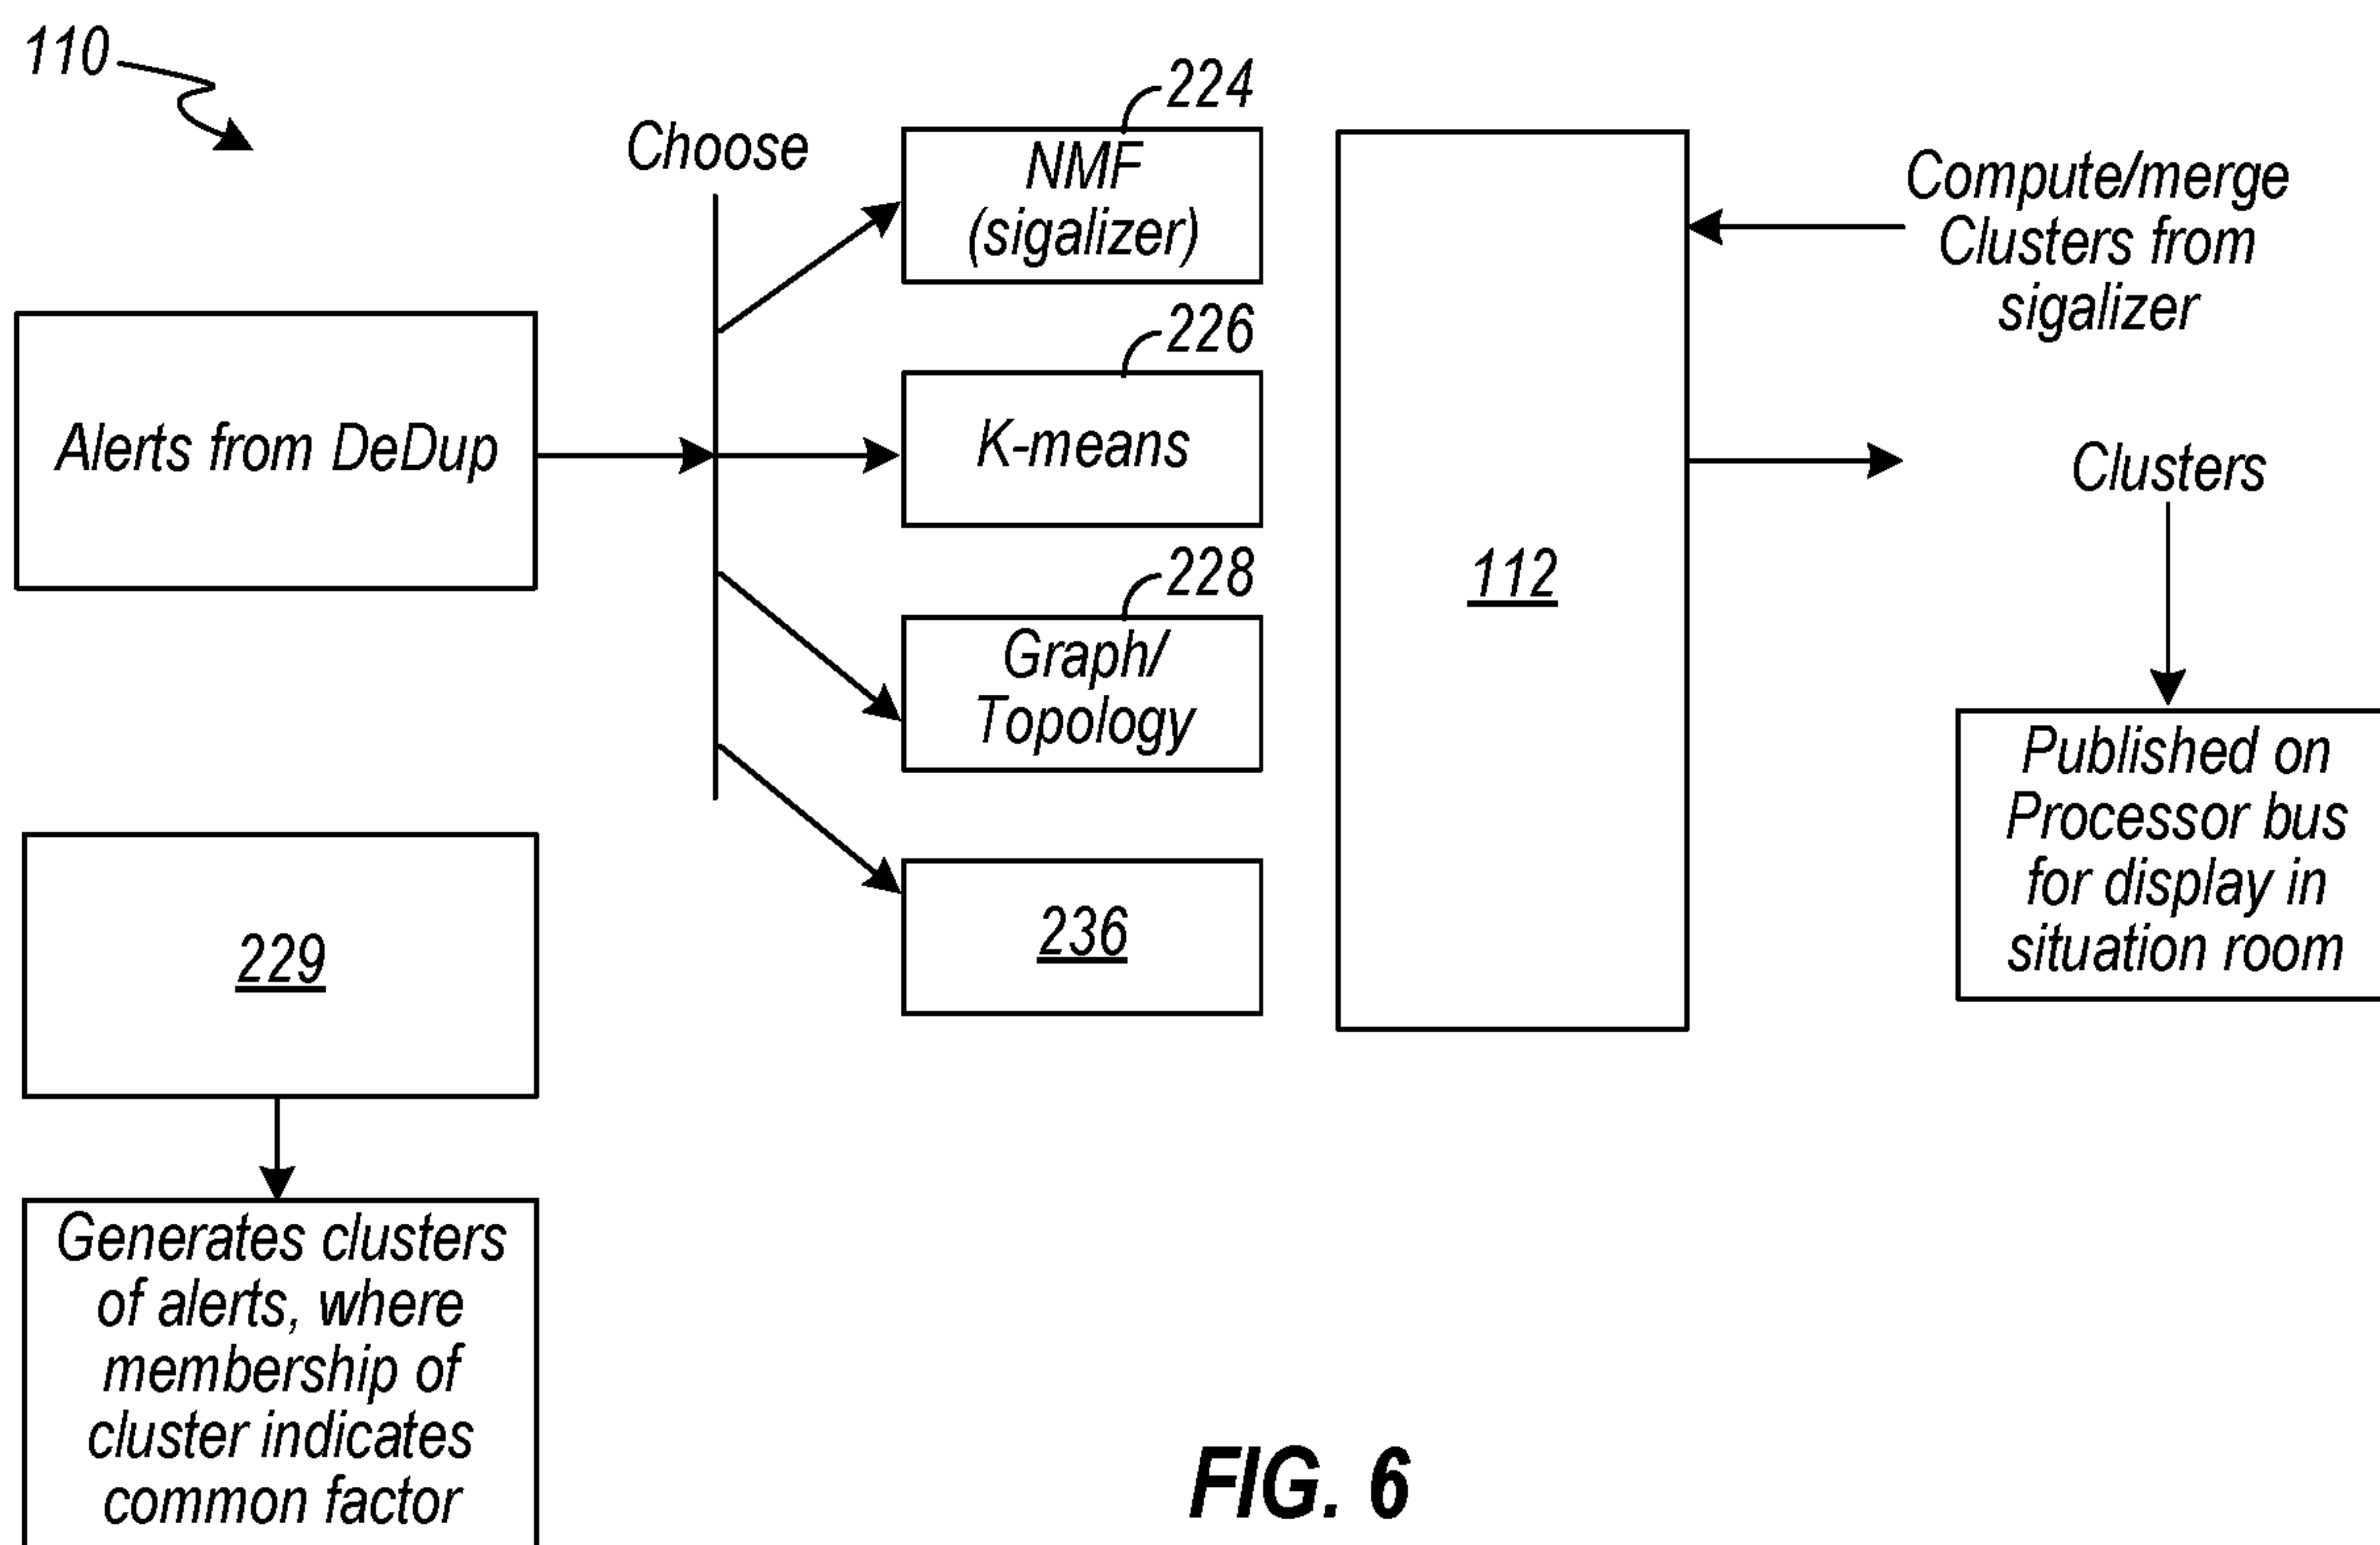 110
Choose
224
NMF
(sigalizer)
226
K-means
228
Graph/
Topology
236
Alerts from DeDup
112
Compute/merge
Clusters from
sigalizer
Clusters
Published on
Processor bus
for display in
situation room
229
Generates clusters
of alerts, where
membership of
cluster indicates
common factor
FIG. 6